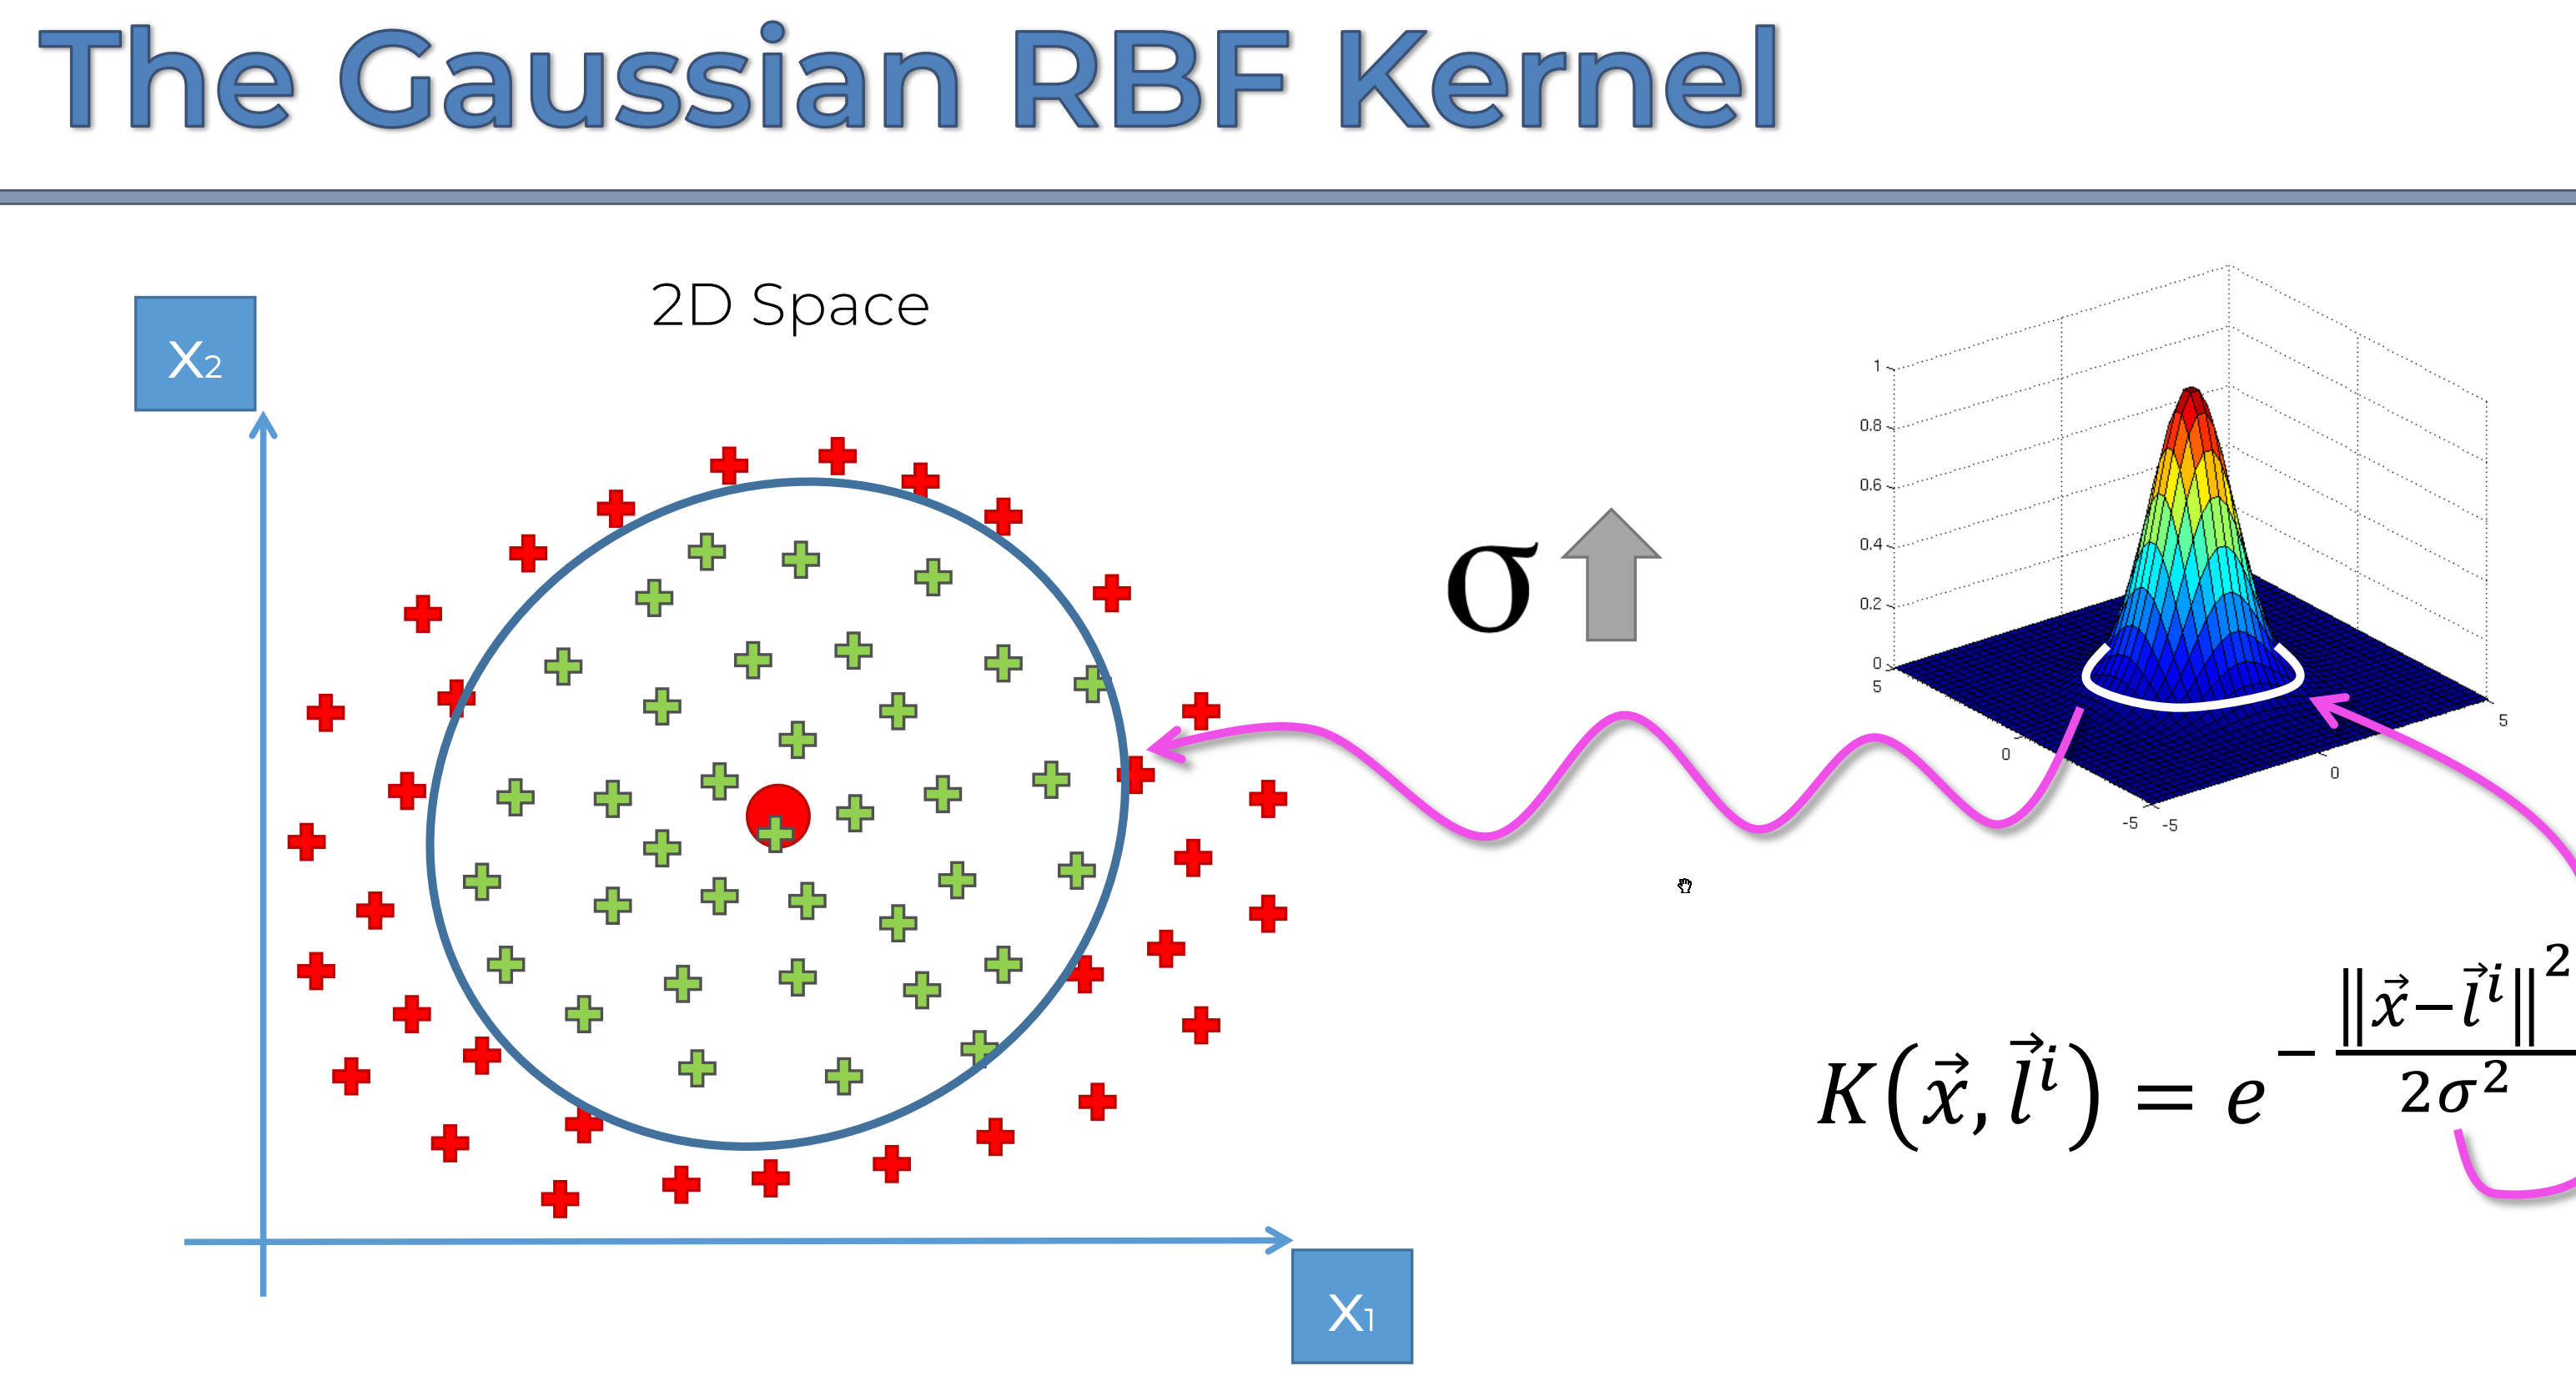 The Gaussian RBF Kernel
2D Space
X₂
X₁
σ
1
0.8
0.6
0.4
0.2
0
5
0
-5
-5
0
5
K(x⃗, l⃗ⁱ) = e^(−‖x⃗−l⃗ⁱ‖²/2σ²)